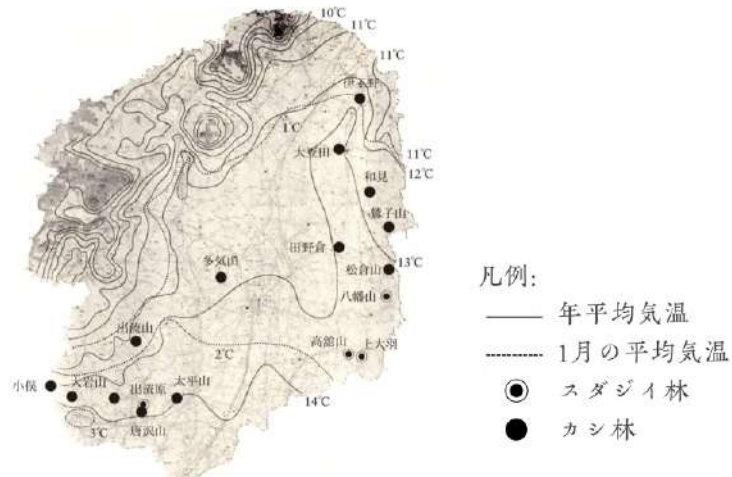 10℃
11℃
11℃
伊王野
1℃
大豆田
11℃
12℃
和見
鷲子山
田野倉
多気山
松倉山
13℃
八幡山
出流山
2℃
高舘山
上大羽
小俣
大岩山
出流原
太平山
14℃
唐沢山
3℃
凡例:
年平均気温
1月の平均気温
スダジイ林
カシ林